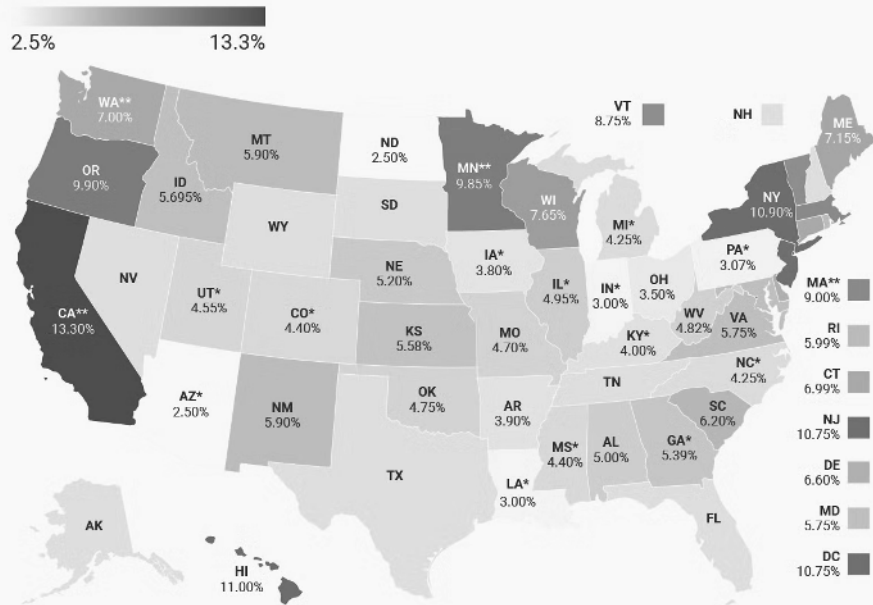 2.5% 13.3%
WA**
7.00%
MT
5.90%
ND
2.50%
MN**
9.85%
VT
8.75%
NH
ME
7.15%
OR
9.90%
ID
5.695%
WY
SD
WI
7.65%
MI*
4.25%
NY
10.90%
NV
UT*
4.55%
CO*
4.40%
NE
5.20%
IA*
3.80%
IL*
4.95%
IN*
3.00%
OH
3.50%
PA*
3.07%
CA**
13.30%
KS
5.58%
MO
4.70%
KY*
4.00%
WV
4.82%
VA
5.75%
MA**
9.00%
RI
5.99%
CT
6.99%
NJ
10.75%
DE
6.60%
MD
5.75%
DC
10.75%
AZ*
2.50%
NM
5.90%
OK
4.75%
AR
3.90%
TN
NC*
4.25%
SC
6.20%
TX
LA*
3.00%
MS*
4.40%
AL
5.00%
GA*
5.39%
FL
AK
HI
11.00%